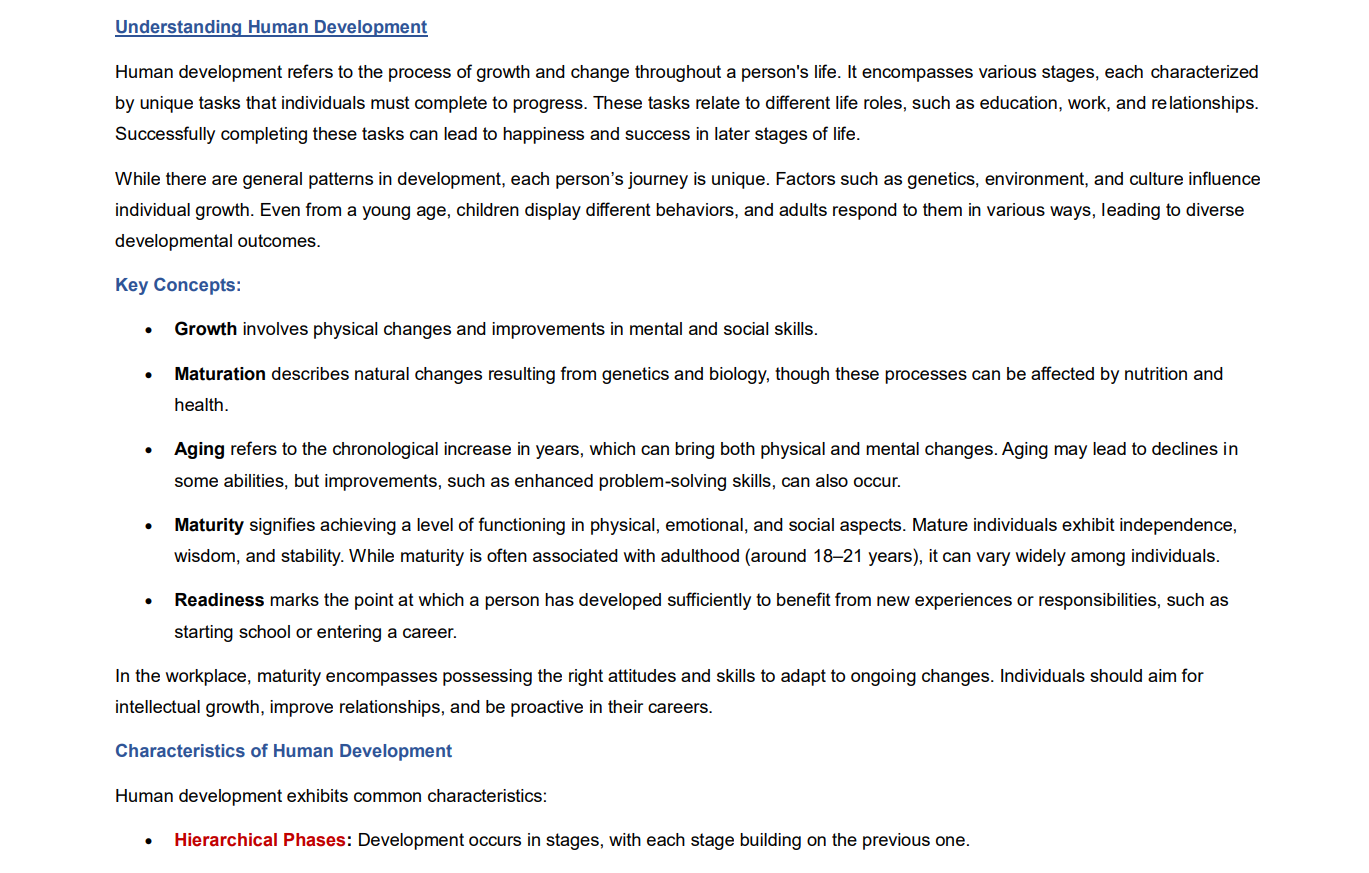 Understanding Human Development
Human development refers to the process of growth and change throughout a person's life. It encompasses various stages, each characterized
by unique tasks that individuals must complete to progress. These tasks relate to different life roles, such as education, work, and relationships.
Successfully completing these tasks can lead to happiness and success in later stages of life.
While there are general patterns in development, each person’s journey is unique. Factors such as genetics, environment, and culture influence
individual growth. Even from a young age, children display different behaviors, and adults respond to them in various ways, leading to diverse
developmental outcomes.
Key Concepts:
• Growth involves physical changes and improvements in mental and social skills.
• Maturation describes natural changes resulting from genetics and biology, though these processes can be affected by nutrition and
health.
• Aging refers to the chronological increase in years, which can bring both physical and mental changes. Aging may lead to declines in
some abilities, but improvements, such as enhanced problem-solving skills, can also occur.
• Maturity signifies achieving a level of functioning in physical, emotional, and social aspects. Mature individuals exhibit independence,
wisdom, and stability. While maturity is often associated with adulthood (around 18–21 years), it can vary widely among individuals.
• Readiness marks the point at which a person has developed sufficiently to benefit from new experiences or responsibilities, such as
starting school or entering a career.
In the workplace, maturity encompasses possessing the right attitudes and skills to adapt to ongoing changes. Individuals should aim for
intellectual growth, improve relationships, and be proactive in their careers.
Characteristics of Human Development
Human development exhibits common characteristics:
• Hierarchical Phases: Development occurs in stages, with each stage building on the previous one.